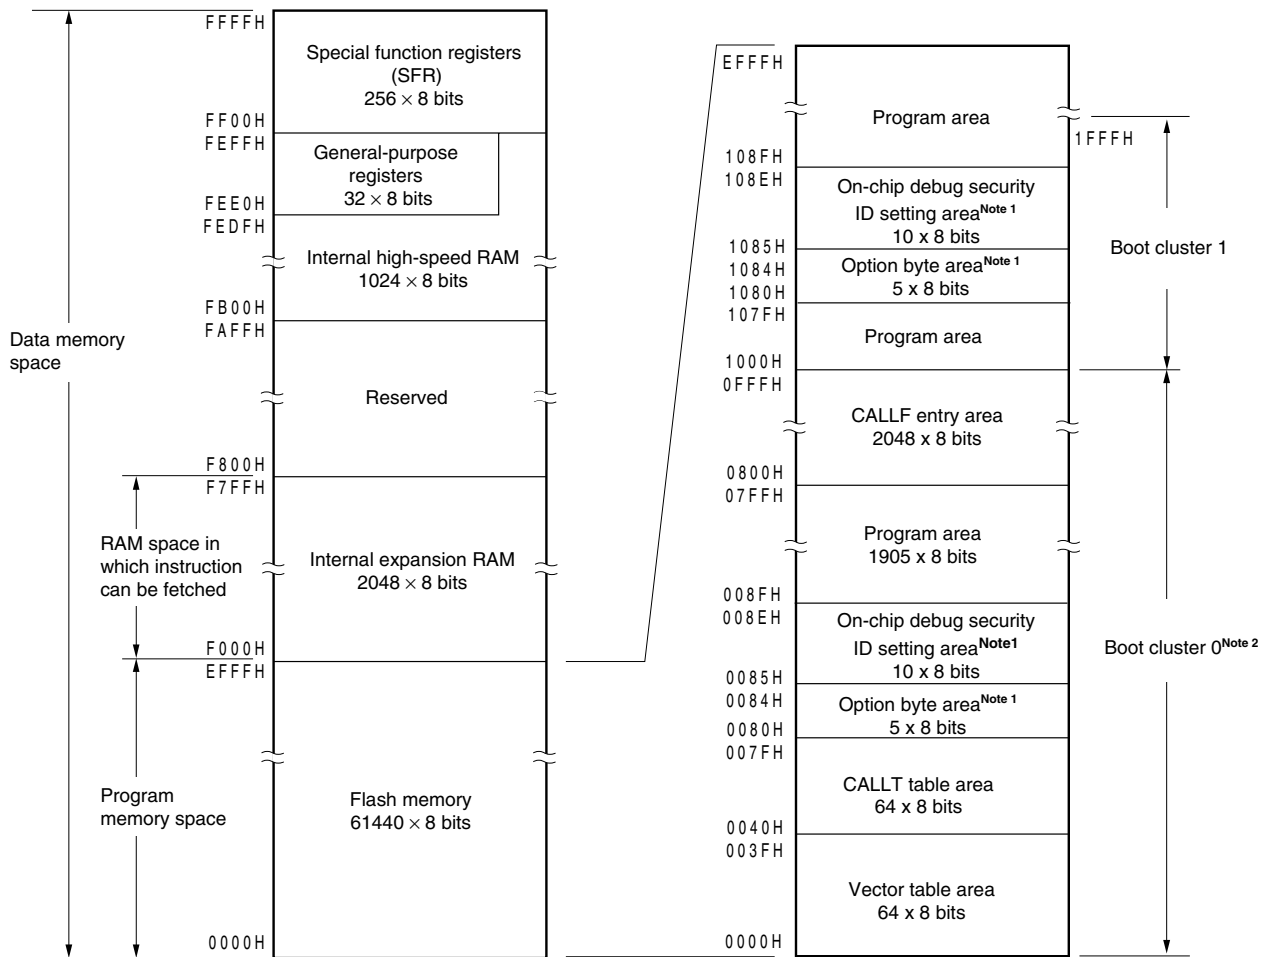 FFFFH
Special function registers
(SFR)
256 × 8 bits
FF00H
FEFFH
General-purpose
registers
32 × 8 bits
FEE0H
FEDFH
Internal high-speed RAM
1024 × 8 bits
FB00H
FAFFH
Data memory
space
Reserved
F800H
F7FFH
RAM space in
which instruction
can be fetched
Internal expansion RAM
2048 × 8 bits
F000H
EFFFH
Program
memory space
Flash memory
61440 × 8 bits
0000H
EFFFH
Program area
1FFFH
108FH
108EH
On-chip debug security
ID setting areaNote 1
10 x 8 bits
Boot cluster 1
1085H
1084H
Option byte areaNote 1
5 x 8 bits
1080H
107FH
Program area
1000H
0FFFH
CALLF entry area
2048 x 8 bits
0800H
07FFH
Program area
1905 x 8 bits
008FH
008EH
On-chip debug security
ID setting areaNote1
10 x 8 bits
Boot cluster 0Note 2
0085H
0084H
Option byte areaNote 1
5 x 8 bits
0080H
007FH
CALLT table area
64 x 8 bits
0040H
003FH
Vector table area
64 x 8 bits
0000H